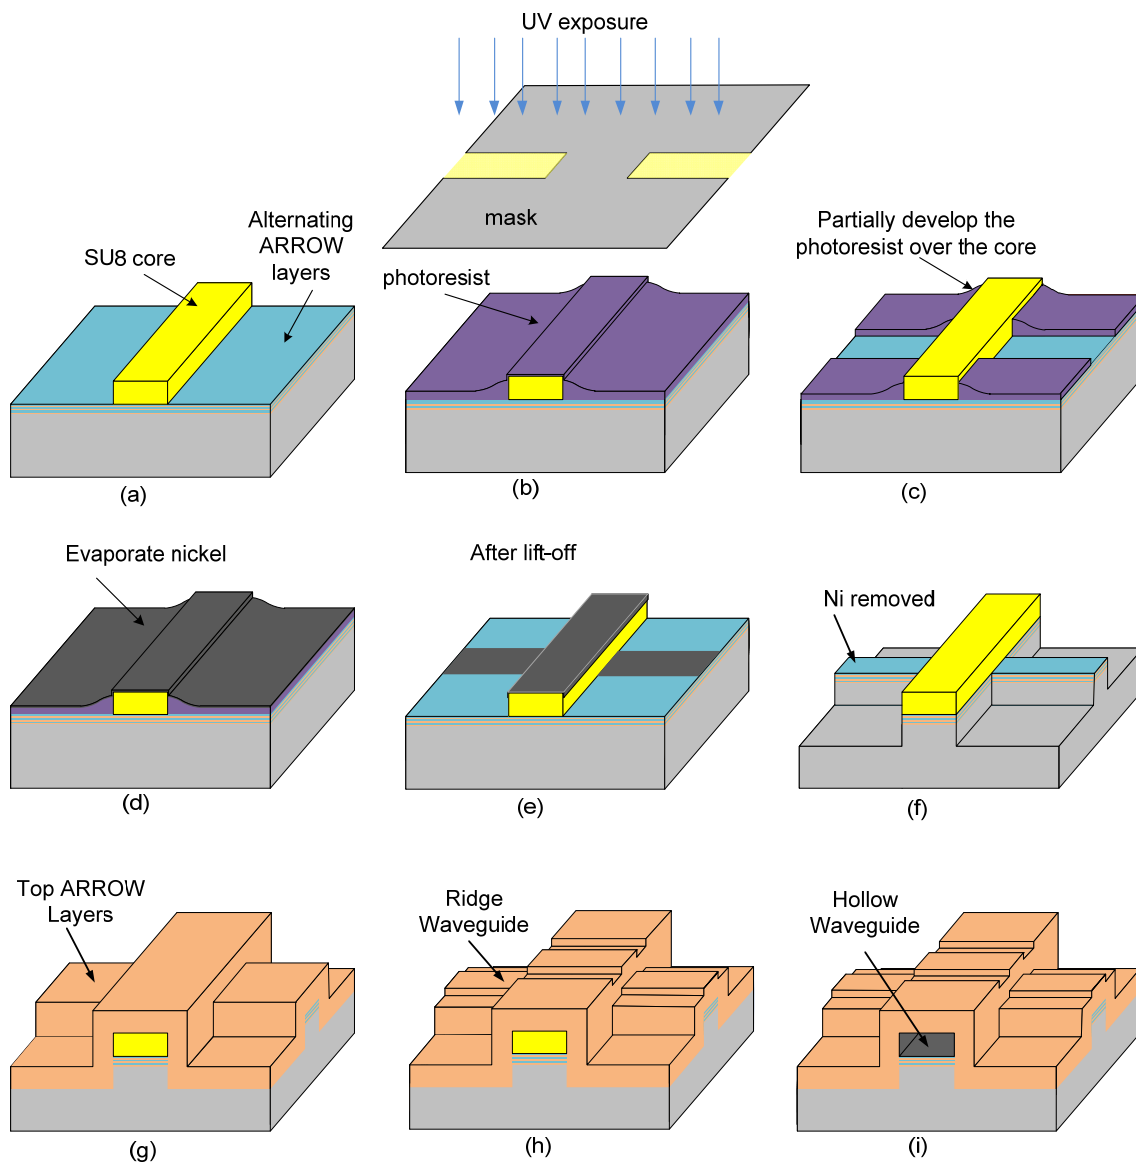 UV exposure
mask
Alternating
ARROW
layers
SU8 core
photoresist
Partially develop the
photoresist over the core
(a)
(b)
(c)
Evaporate nickel
After lift-off
Ni removed
(d)
(e)
(f)
Top ARROW
Layers
Ridge
Waveguide
Hollow
Waveguide
(g)
(h)
(i)